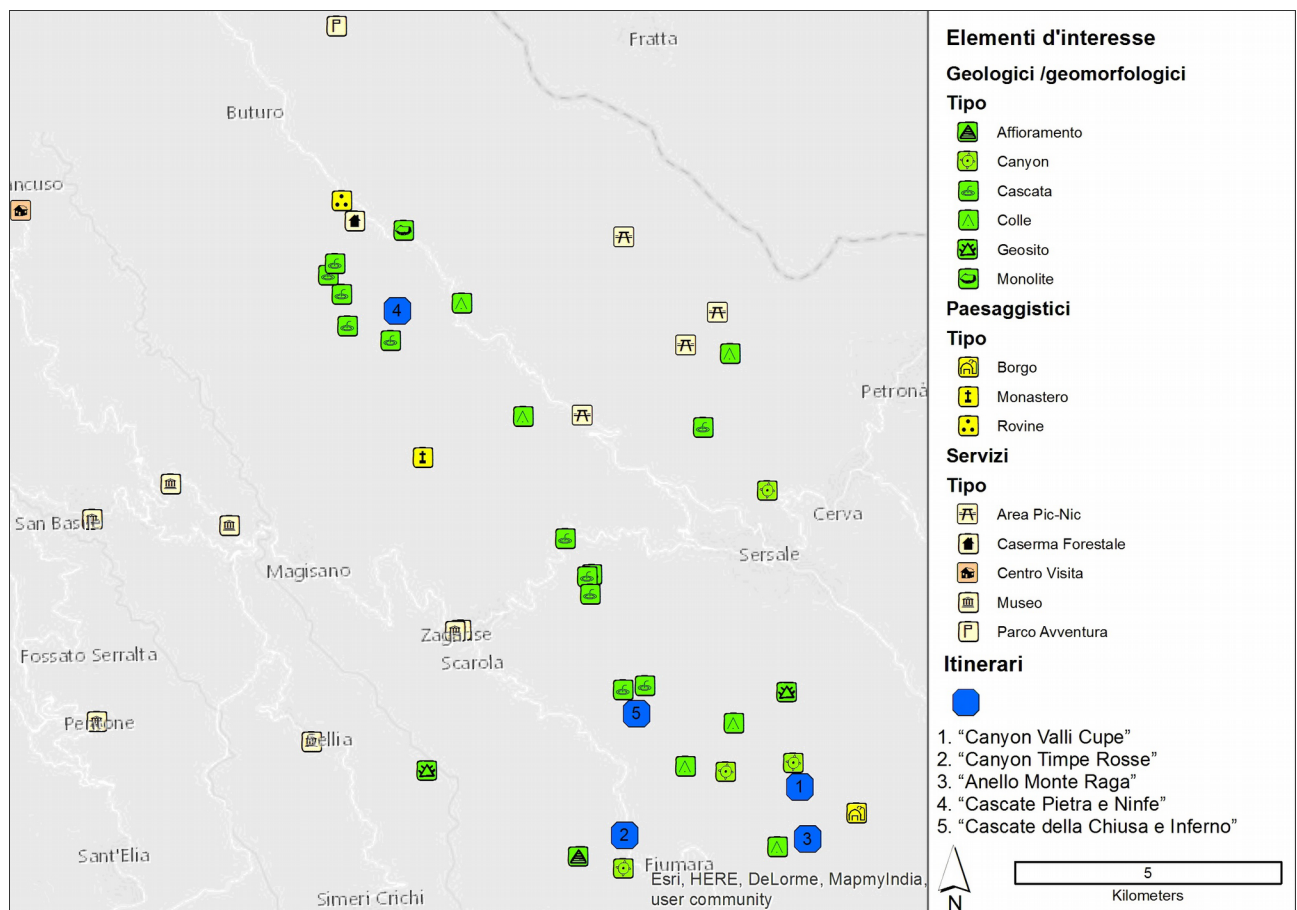 Fratta
Buturo
ncuso
4
Petronà
San Basile
Cerva
Sersale
Magisano
Zagarise
Scarola
Fossato Serralta
Pentone
5
Sellia
1
2
3
Fiumara
Sant'Elia
Simeri Crichi
Esri, HERE, DeLorme, MapmyIndia,
user community
Elementi d'interesse
Geologici /geomorfologici
Tipo
Affioramento
Canyon
Cascata
Colle
Geosito
Monolite
Paesaggistici
Tipo
Borgo
Monastero
Rovine
Servizi
Tipo
Area Pic-Nic
Caserma Forestale
Centro Visita
Museo
Parco Avventura
Itinerari
1. “Canyon Valli Cupe”
2. “Canyon Timpe Rosse”
3. “Anello Monte Raga”
4. “Cascate Pietra e Ninfe”
5. “Cascate della Chiusa e Inferno”
N
5
Kilometers